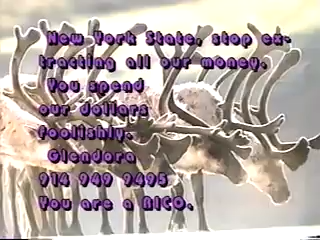 New York State, stop ex-
tracting all our money.
You spend
our dollars
foolishly.
Glendora
914 949 9495
You are a RICO.